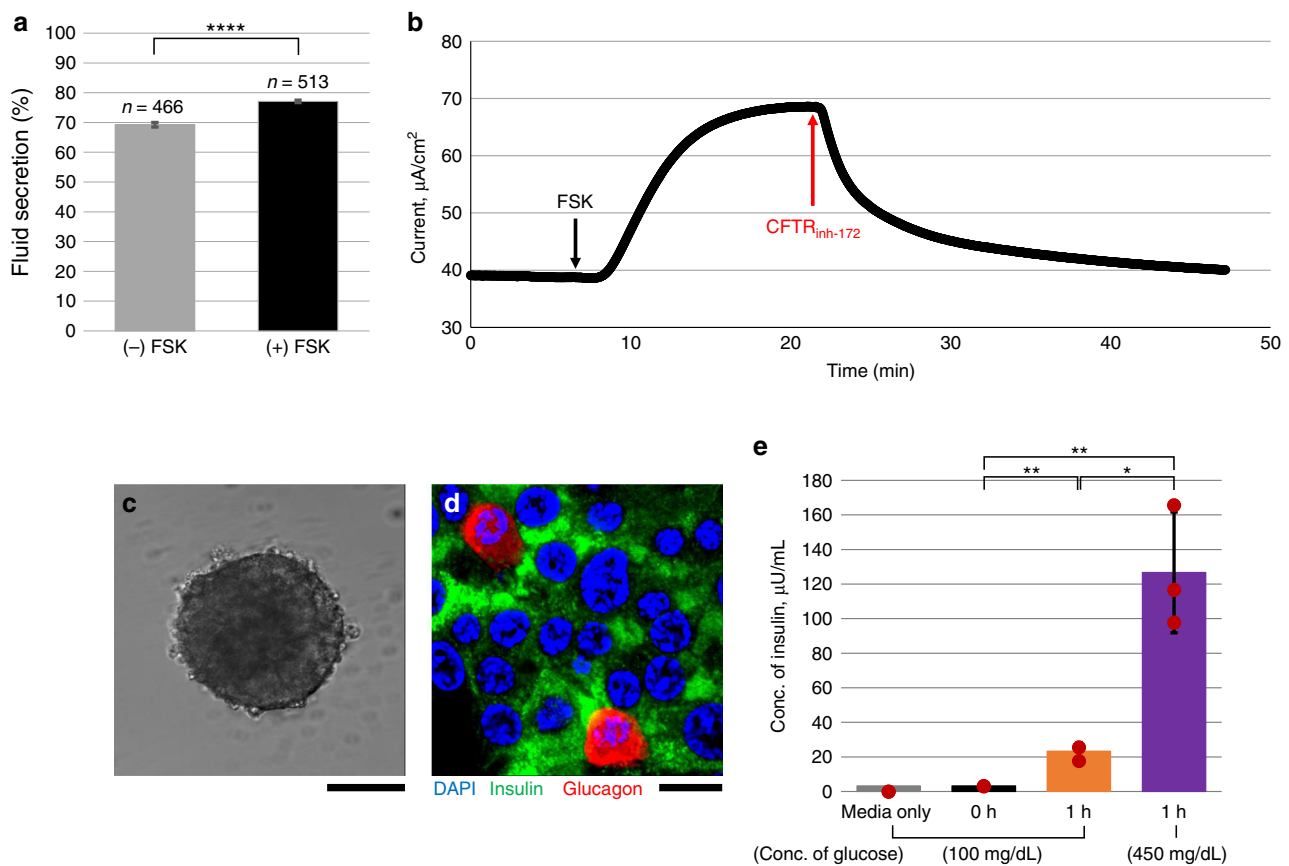 a
Fluid secretion (%)
100
90
80
70
60
50
40
30
20
10
0
****
n = 466
n = 513
(–) FSK
(+) FSK
b
Current, µA/cm²
80
70
60
50
40
30
FSK
CFTRinh-172
0
10
20
30
40
50
Time (min)
c
d
DAPI Insulin Glucagon
e
Conc. of insulin, µU/mL
180
160
140
120
100
80
60
40
20
0
**
**
*
Media only
0 h
1 h
1 h
(Conc. of glucose)
(100 mg/dL)
(450 mg/dL)